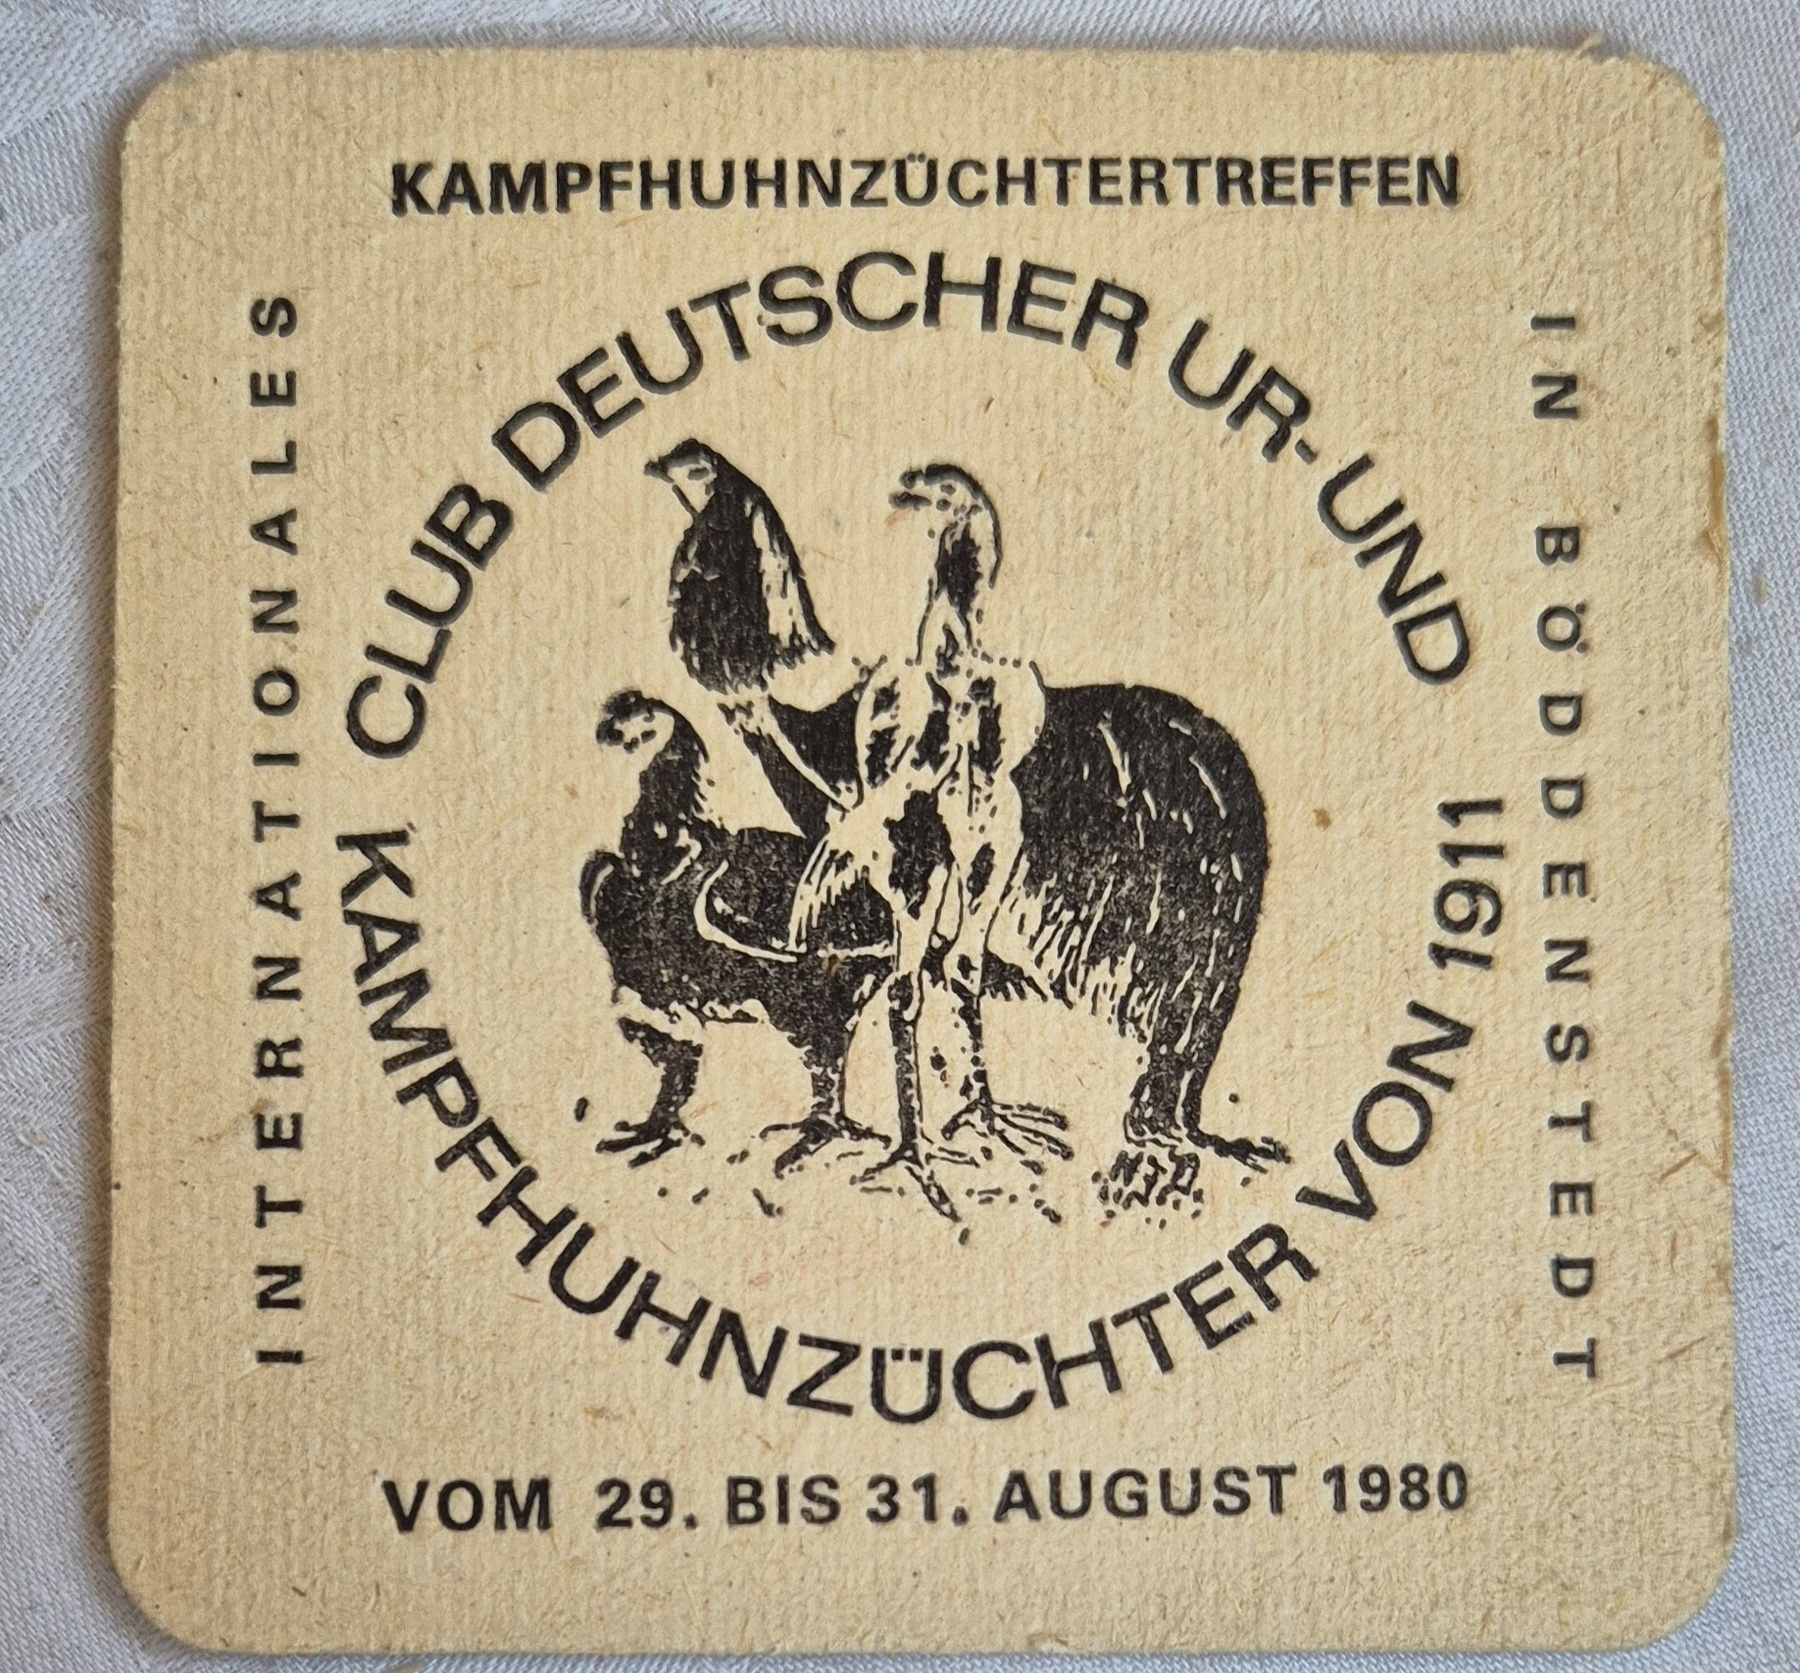 INTERNATIONALES
KAMPFHUHNZÜCHTERTREFFEN
IN BÖDDENSTEDT
CLUB DEUTSCHER UR-UND
KAMPFHUHNZÜCHTER VON 1911
VOM 29. BIS 31. AUGUST 1980